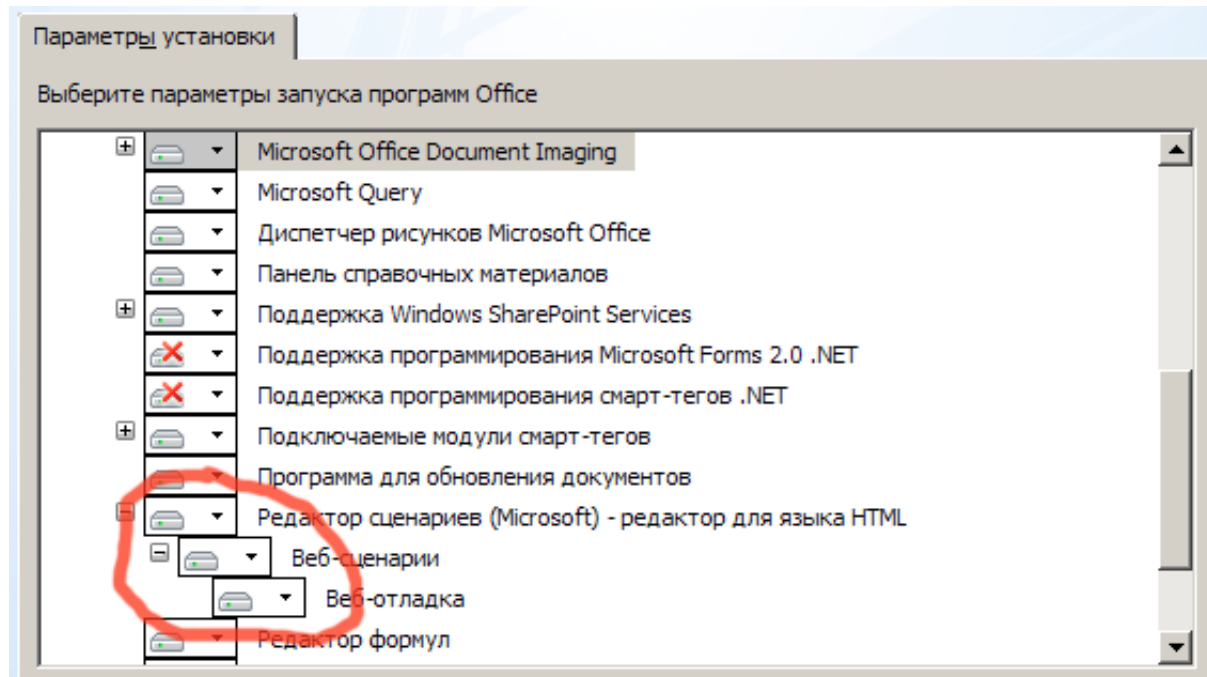 Параметры установки
Выберите параметры запуска программ Office
Microsoft Office Document Imaging
Microsoft Query
Диспетчер рисунков Microsoft Office
Панель справочных материалов
Поддержка Windows SharePoint Services
Поддержка программирования Microsoft Forms 2.0 .NET
Поддержка программирования смарт-тегов .NET
Подключаемые модули смарт-тегов
Программа для обновления документов
Редактор сценариев (Microsoft) - редактор для языка HTML
Веб-сценарии
Веб-отладка
Редактор формул